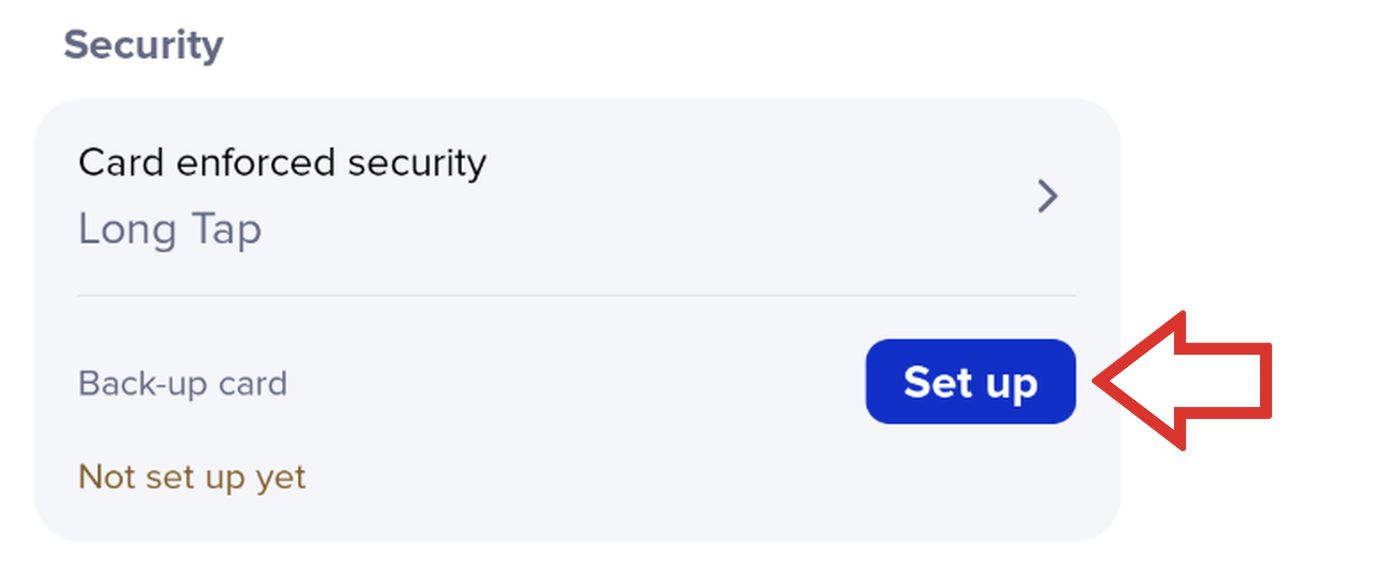 Security
Card enforced security
Long Tap
Back-up card
Set up
Not set up yet